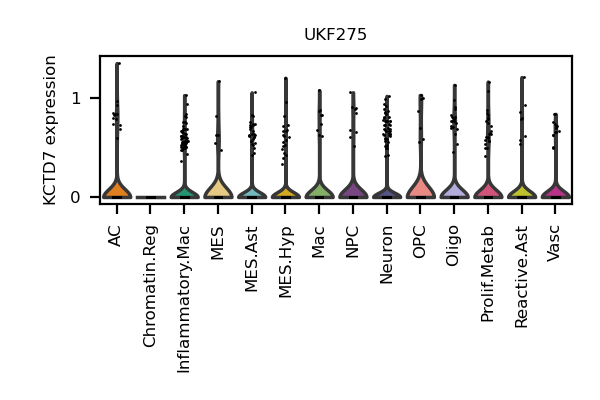 UKF275
KCTD7 expression
1
0
AC
Chromatin.Reg
Inflammatory.Mac
MES
MES.Ast
MES.Hyp
Mac
NPC
Neuron
OPC
Oligo
Prolif.Metab
Reactive.Ast
Vasc